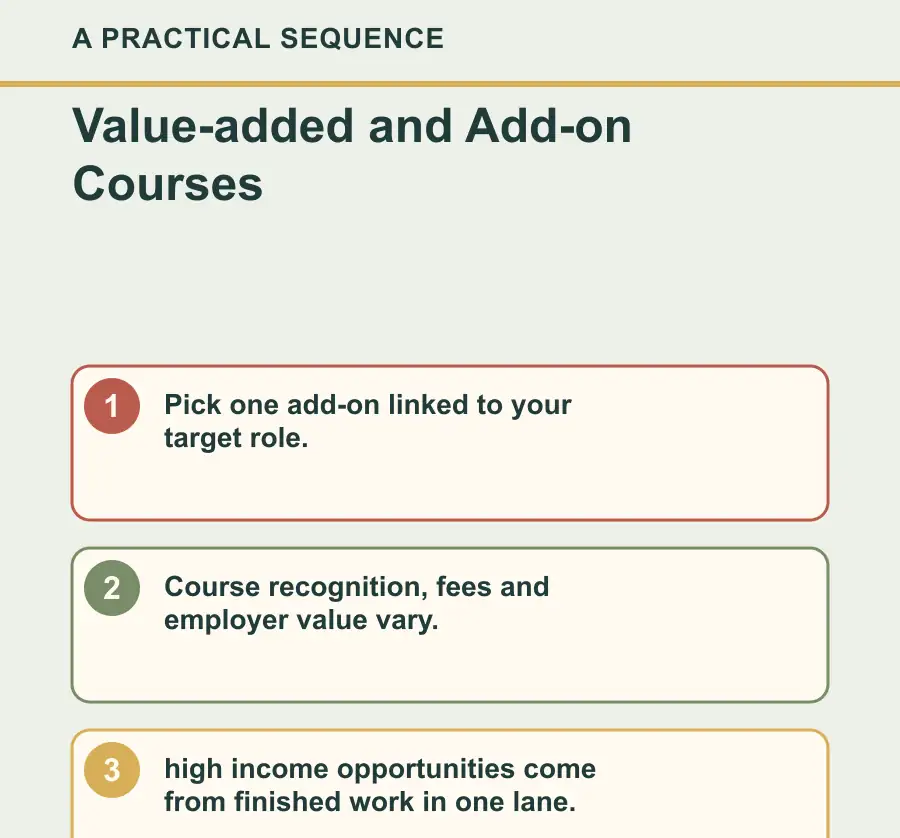 A PRACTICAL SEQUENCE
Value-added and Add-on
Courses
1
Pick one add-on linked to your
target role.
2
Course recognition, fees and
employer value vary.
3
high income opportunities come
from finished work in one lane.